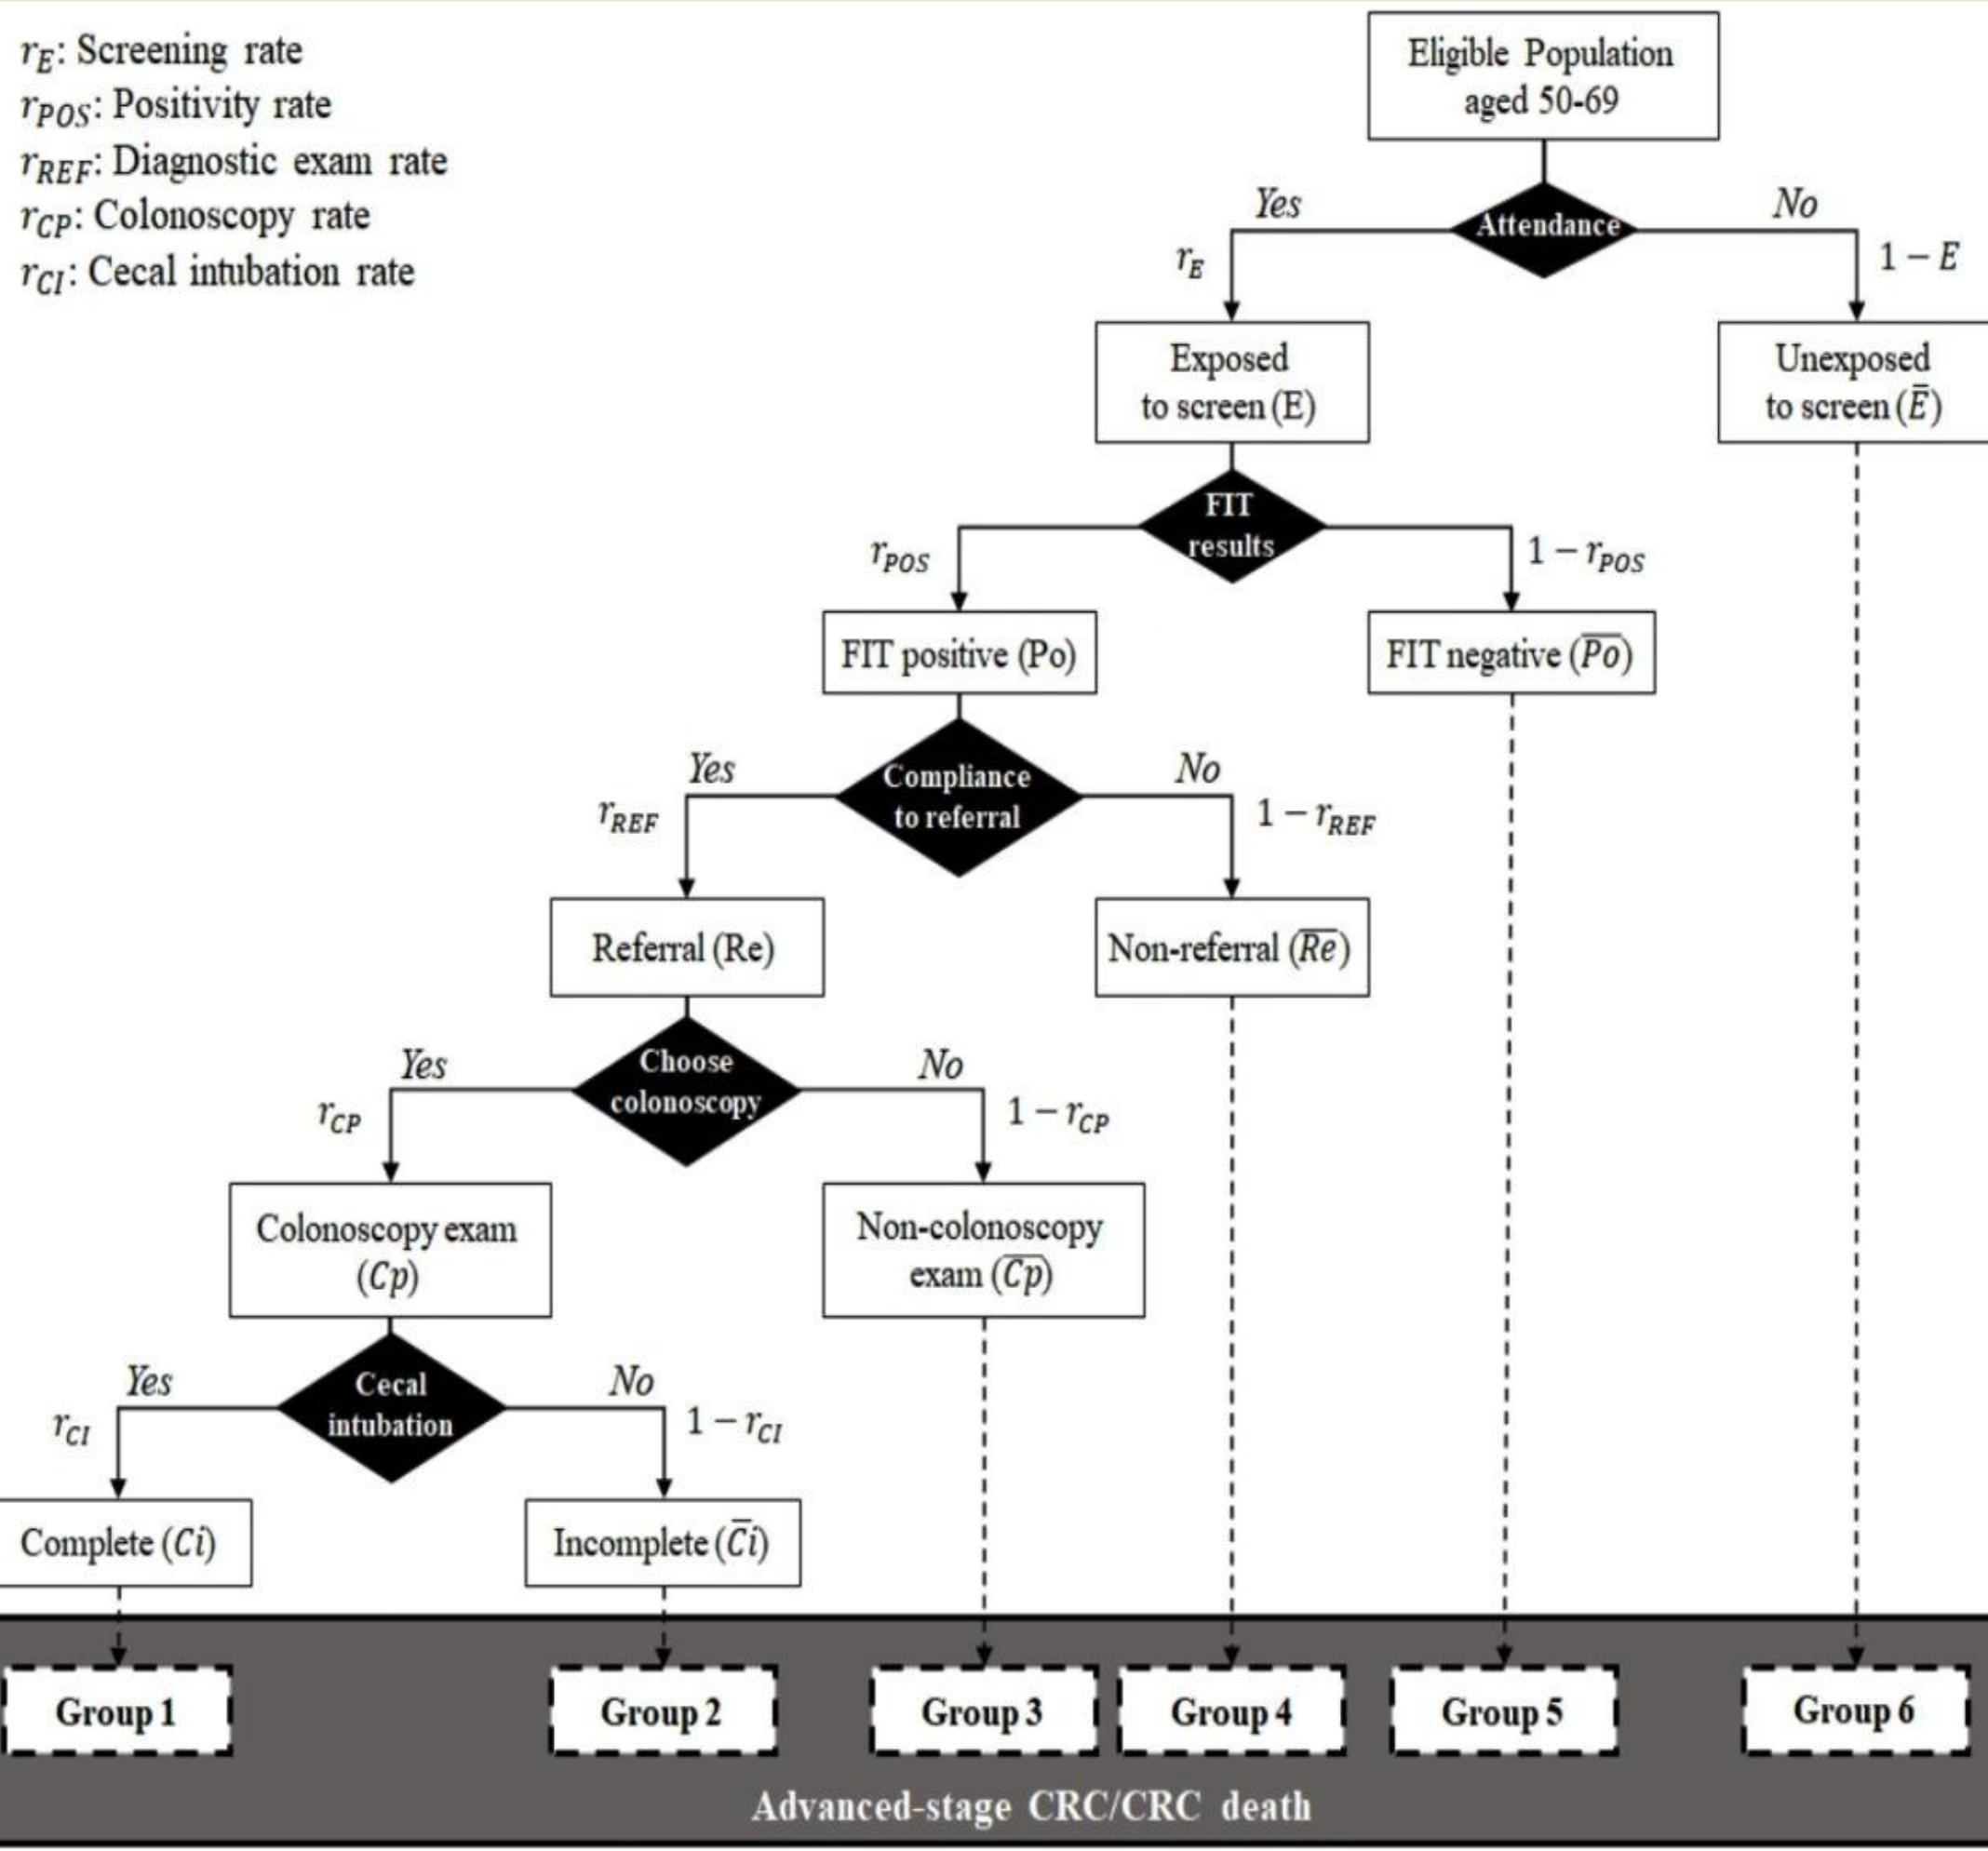 r_E: Screening rate
r_POS: Positivity rate
r_REF: Diagnostic exam rate
r_CP: Colonoscopy rate
r_CI: Cecal intubation rate
Eligible Population
aged 50-69
Attendance
Yes
No
r_E
1 − E
Exposed
to screen (E)
Unexposed
to screen (E̅)
FIT
results
r_POS
1 − r_POS
FIT positive (Po)
FIT negative (P̅o̅)
Compliance
to referral
Yes
No
r_REF
1 − r_REF
Referral (Re)
Non-referral (R̅e̅)
Choose
colonoscopy
Yes
No
r_CP
1 − r_CP
Colonoscopy exam
(Cp)
Non-colonoscopy
exam (C̅p̅)
Cecal
intubation
Yes
No
r_CI
1 − r_CI
Complete (Ci)
Incomplete (C̅i)
Group 1
Group 2
Group 3
Group 4
Group 5
Group 6
Advanced-stage CRC/CRC death